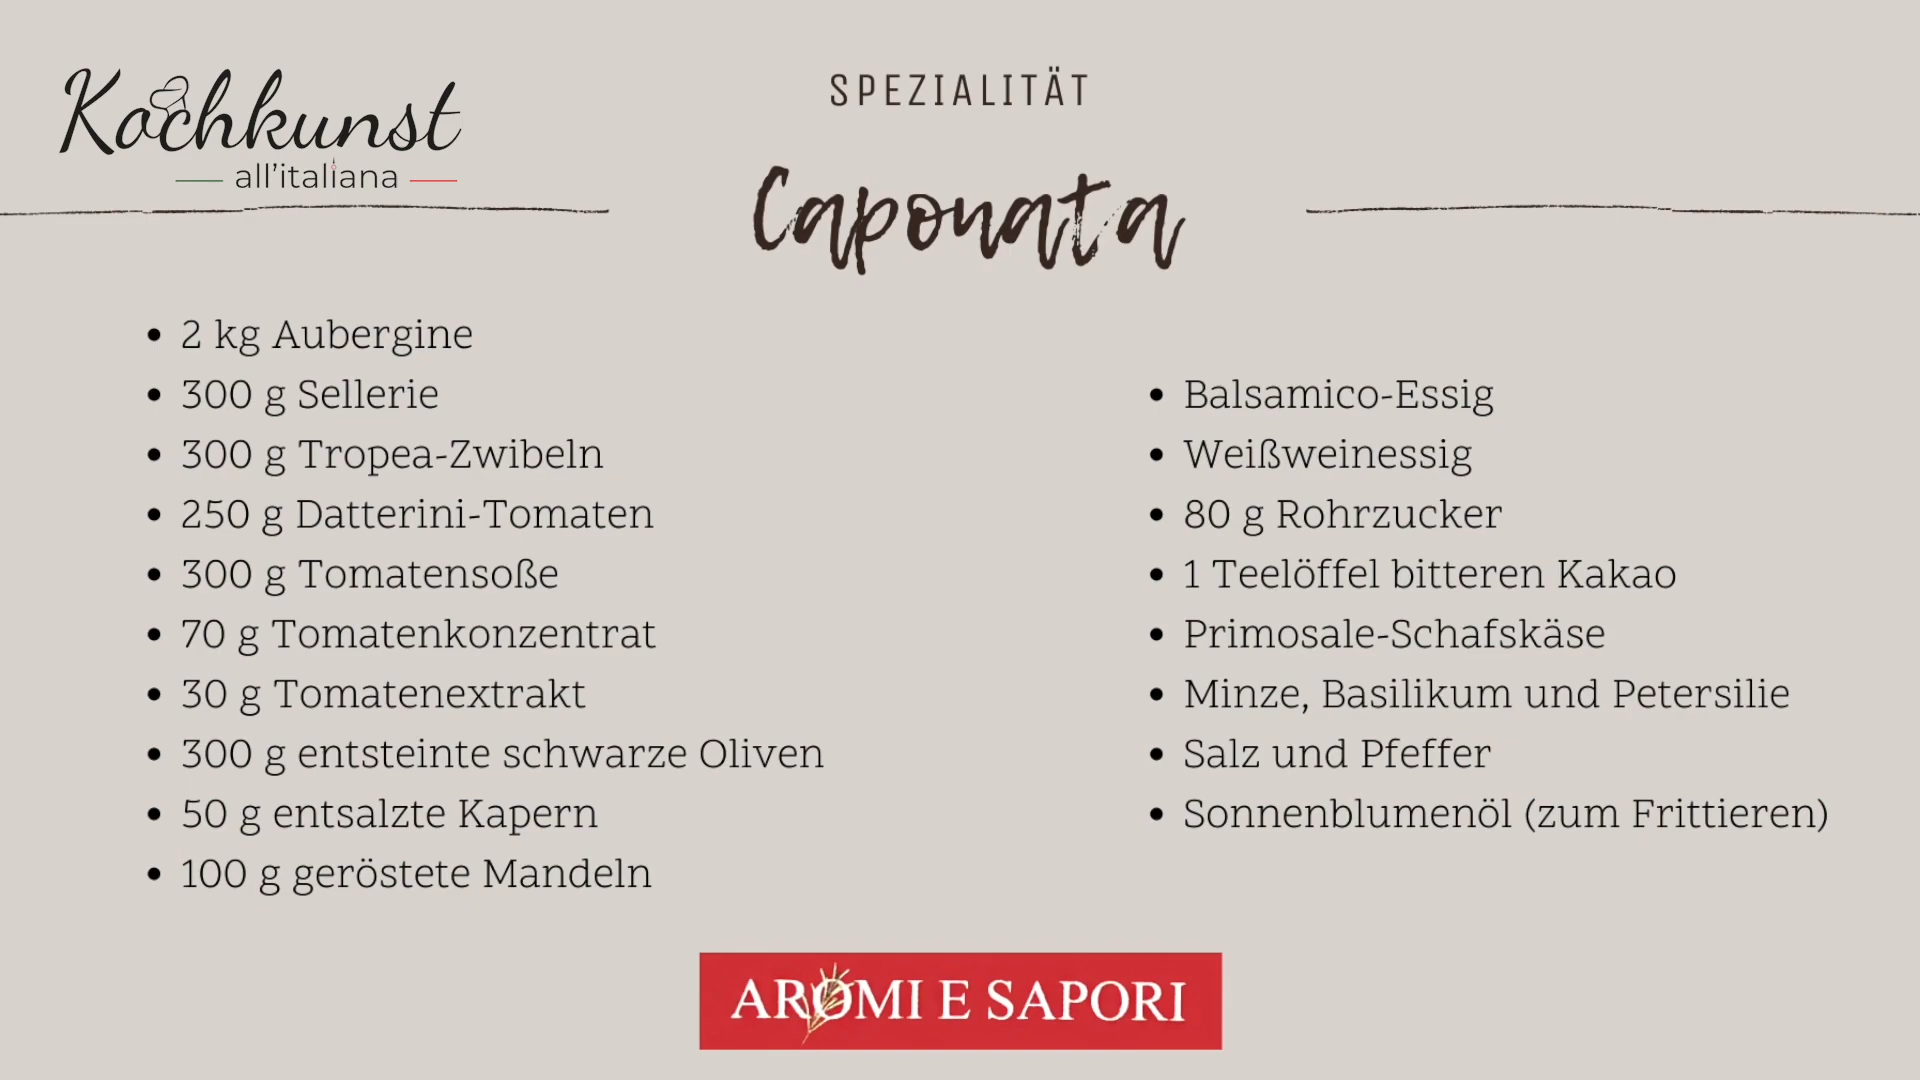 Kochkunst
all'italiana
SPEZIALITÄT
Caponata
• 2 kg Aubergine
• 300 g Sellerie
• 300 g Tropea-Zwibeln
• 250 g Datterini-Tomaten
• 300 g Tomatensoße
• 70 g Tomatenkonzentrat
• 30 g Tomatenextrakt
• 300 g entsteinte schwarze Oliven
• 50 g entsalzte Kapern
• 100 g geröstete Mandeln
• Balsamico-Essig
• Weißweinessig
• 80 g Rohrzucker
• 1 Teelöffel bitteren Kakao
• Primosale-Schafskäse
• Minze, Basilikum und Petersilie
• Salz und Pfeffer
• Sonnenblumenöl (zum Frittieren)
AROMI E SAPORI